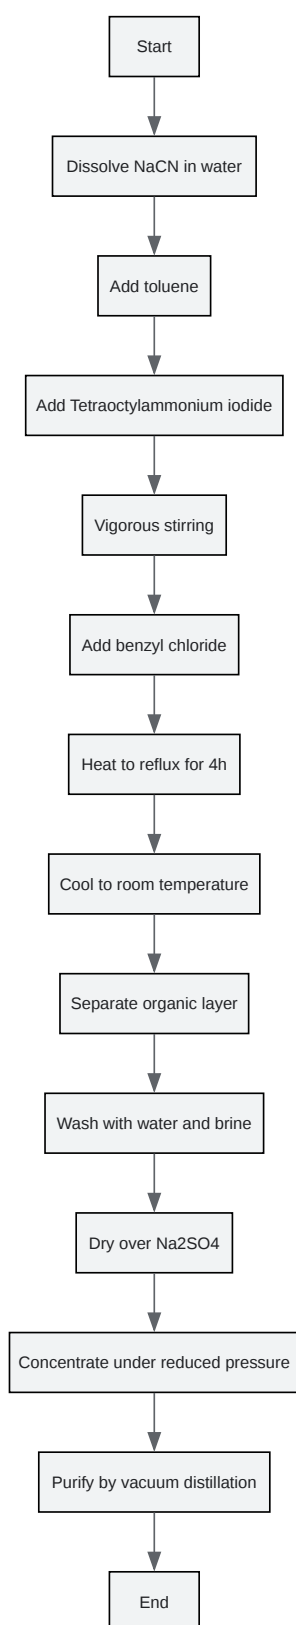 Start
Dissolve NaCN in water
Add toluene
Add Tetraoctylammonium iodide
Vigorous stirring
Add benzyl chloride
Heat to reflux for 4h
Cool to room temperature
Separate organic layer
Wash with water and brine
Dry over Na2SO4
Concentrate under reduced pressure
Purify by vacuum distillation
End